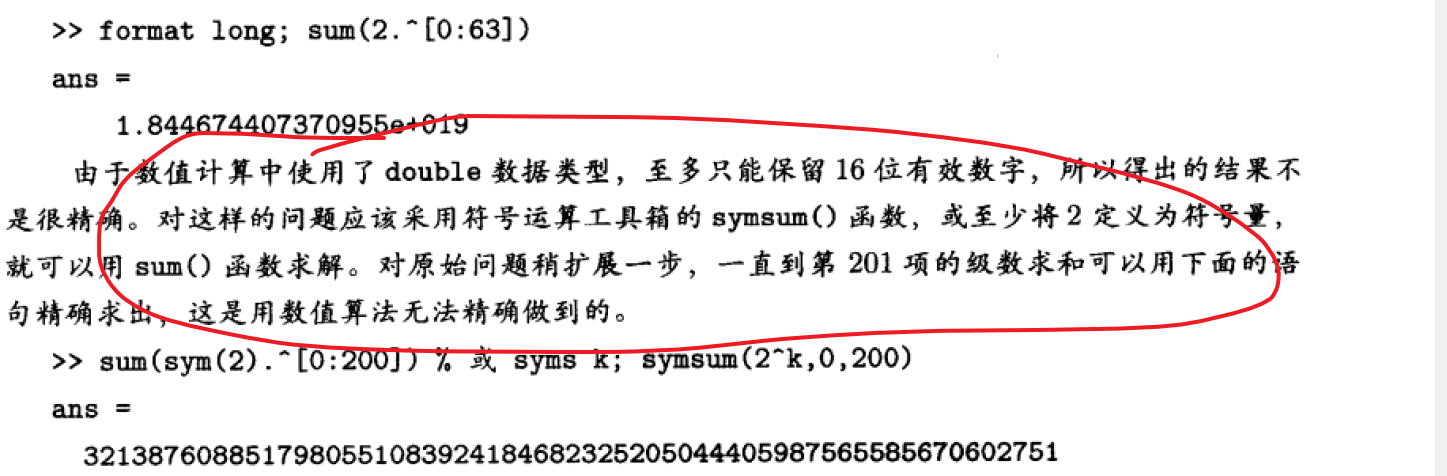 >> format long; sum(2.^[0:63])
ans =
1.844674407370955e+019
由于数值计算中使用了 double 数据类型，至多只能保留 16 位有效数字，所以得出的结果不
是很精确。对这样的问题应该采用符号运算工具箱的 symsum() 函数，或至少将 2 定义为符号量，
就可以用 sum() 函数求解。对原始问题稍扩展一步，一直到第 201 项的级数求和可以用下面的语
句精确求出，这是用数值算法无法精确做到的。
>> sum(sym(2).^[0:200]) % 或 syms k; symsum(2^k,0,200)
ans =
3213876088517980551083924184682325205044405987565585670602751